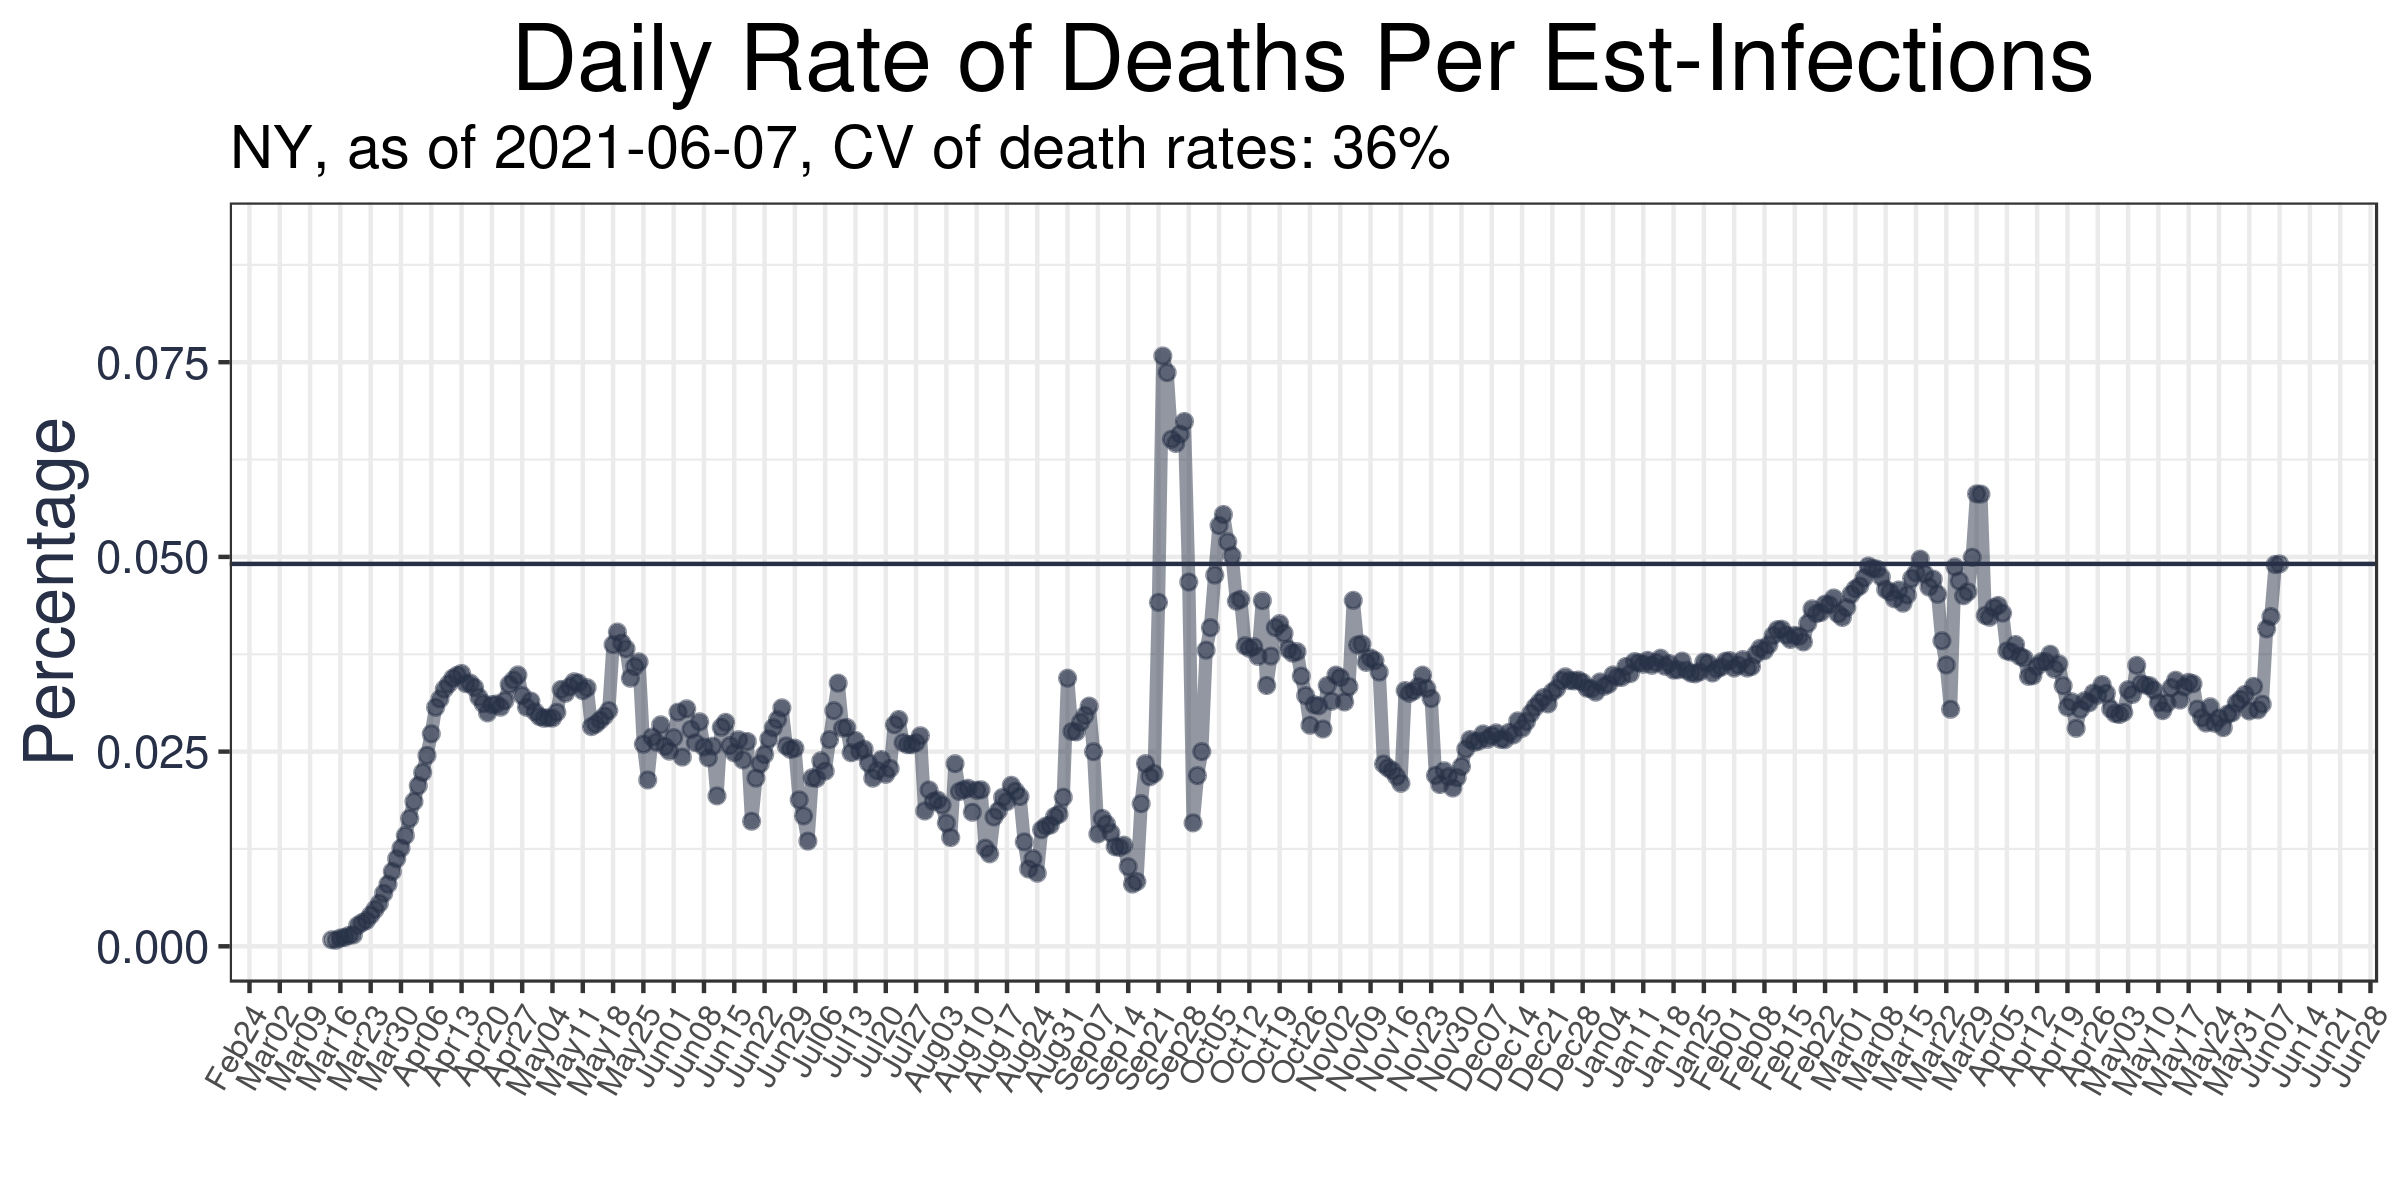 Daily Rate of Deaths Per Est-Infections
NY, as of 2021-06-07, CV of death rates: 36%
Percentage
0.075
0.050
0.025
0.000
Feb24
Mar02
Mar09
Mar16
Mar23
Mar30
Apr06
Apr13
Apr20
Apr27
May04
May11
May18
May25
Jun01
Jun08
Jun15
Jun22
Jun29
Jul06
Jul13
Jul20
Jul27
Aug03
Aug10
Aug17
Aug24
Aug31
Sep07
Sep14
Sep21
Sep28
Oct05
Oct12
Oct19
Oct26
Nov02
Nov09
Nov16
Nov23
Nov30
Dec07
Dec14
Dec21
Dec28
Jan04
Jan11
Jan18
Jan25
Feb01
Feb08
Feb15
Feb22
Mar01
Mar08
Mar15
Mar22
Mar29
Apr05
Apr12
Apr19
Apr26
May03
May10
May17
May24
May31
Jun07
Jun14
Jun21
Jun28